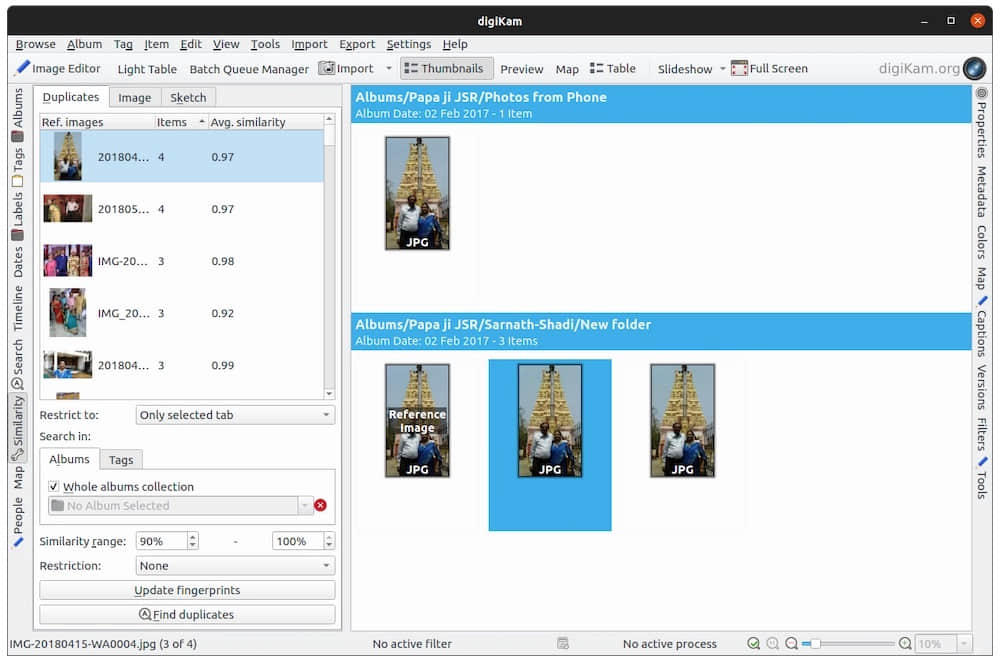 digiKam
Browse Album Tag Item Edit View Tools Import Export Settings Help
Image Editor Light Table Batch Queue Manager Import Thumbnails Preview Map Table Slideshow Full Screen digiKam.org
Albums
Tags
Labels
Dates
Timeline
Search
Similarity
Map
People
Duplicates Image Sketch
Ref. images Items Avg. similarity
201804... 4 0.97
201805... 4 0.97
IMG-20... 3 0.98
IMG_20... 3 0.92
201804... 3 0.99
Restrict to: Only selected tab
Search in:
Albums Tags
Whole albums collection
No Album Selected
Similarity range: 90% - 100%
Restriction: None
Update fingerprints
Find duplicates
Albums/Papa ji JSR/Photos from Phone
Album Date: 02 Feb 2017 - 1 Item
JPG
Albums/Papa ji JSR/Sarnath-Shadi/New folder
Album Date: 02 Feb 2017 - 3 Items
Reference
Image
JPG JPG JPG
Properties
Metadata
Colors
Map
Captions
Versions
Filters
Tools
IMG-20180415-WA0004.jpg (3 of 4) No active filter No active process 10%